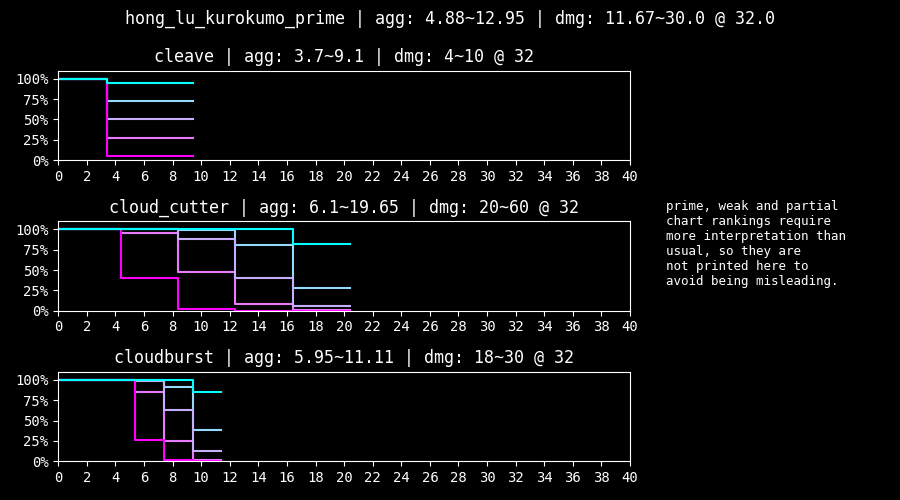 hong_lu_kurokumo_prime | agg: 4.88~12.95 | dmg: 11.67~30.0 @ 32.0
cleave | agg: 3.7~9.1 | dmg: 4~10 @ 32
100%
75%
50%
25%
0%
0 2 4 6 8 10 12 14 16 18 20 22 24 26 28 30 32 34 36 38 40
cloud_cutter | agg: 6.1~19.65 | dmg: 20~60 @ 32
100%
75%
50%
25%
0%
0 2 4 6 8 10 12 14 16 18 20 22 24 26 28 30 32 34 36 38 40
prime, weak and partial
chart rankings require
more interpretation than
usual, so they are
not printed here to
avoid being misleading.
cloudburst | agg: 5.95~11.11 | dmg: 18~30 @ 32
100%
75%
50%
25%
0%
0 2 4 6 8 10 12 14 16 18 20 22 24 26 28 30 32 34 36 38 40